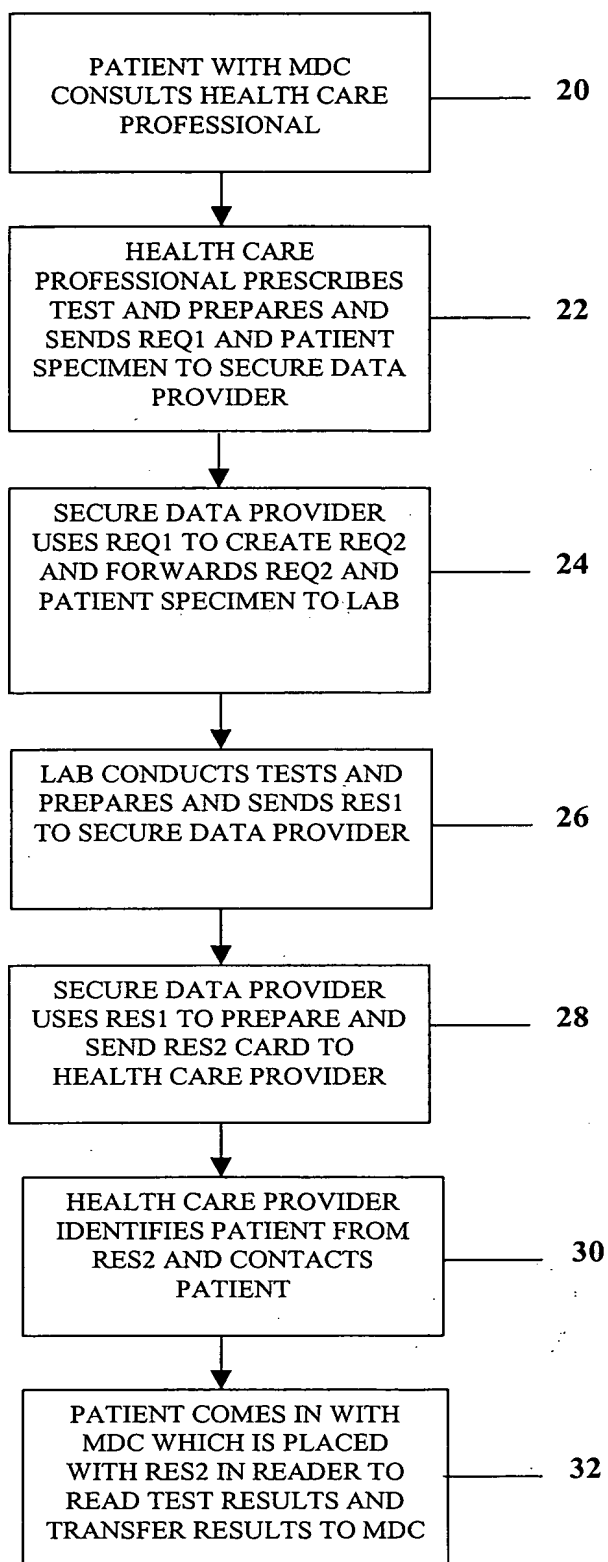 PATIENT WITH MDC
CONSULTS HEALTH CARE
PROFESSIONAL
20
HEALTH CARE
PROFESSIONAL PRESCRIBES
TEST AND PREPARES AND
SENDS REQ1 AND PATIENT
SPECIMEN TO SECURE DATA
PROVIDER
22
SECURE DATA PROVIDER
USES REQ1 TO CREATE REQ2
AND FORWARDS REQ2 AND
PATIENT SPECIMEN TO LAB
24
LAB CONDUCTS TESTS AND
PREPARES AND SENDS RES1
TO SECURE DATA PROVIDER
26
SECURE DATA PROVIDER
USES RES1 TO PREPARE AND
SEND RES2 CARD TO
HEALTH CARE PROVIDER
28
HEALTH CARE PROVIDER
IDENTIFIES PATIENT FROM
RES2 AND CONTACTS
PATIENT
30
PATIENT COMES IN WITH
MDC WHICH IS PLACED
WITH RES2 IN READER TO
READ TEST RESULTS AND
TRANSFER RESULTS TO MDC
32